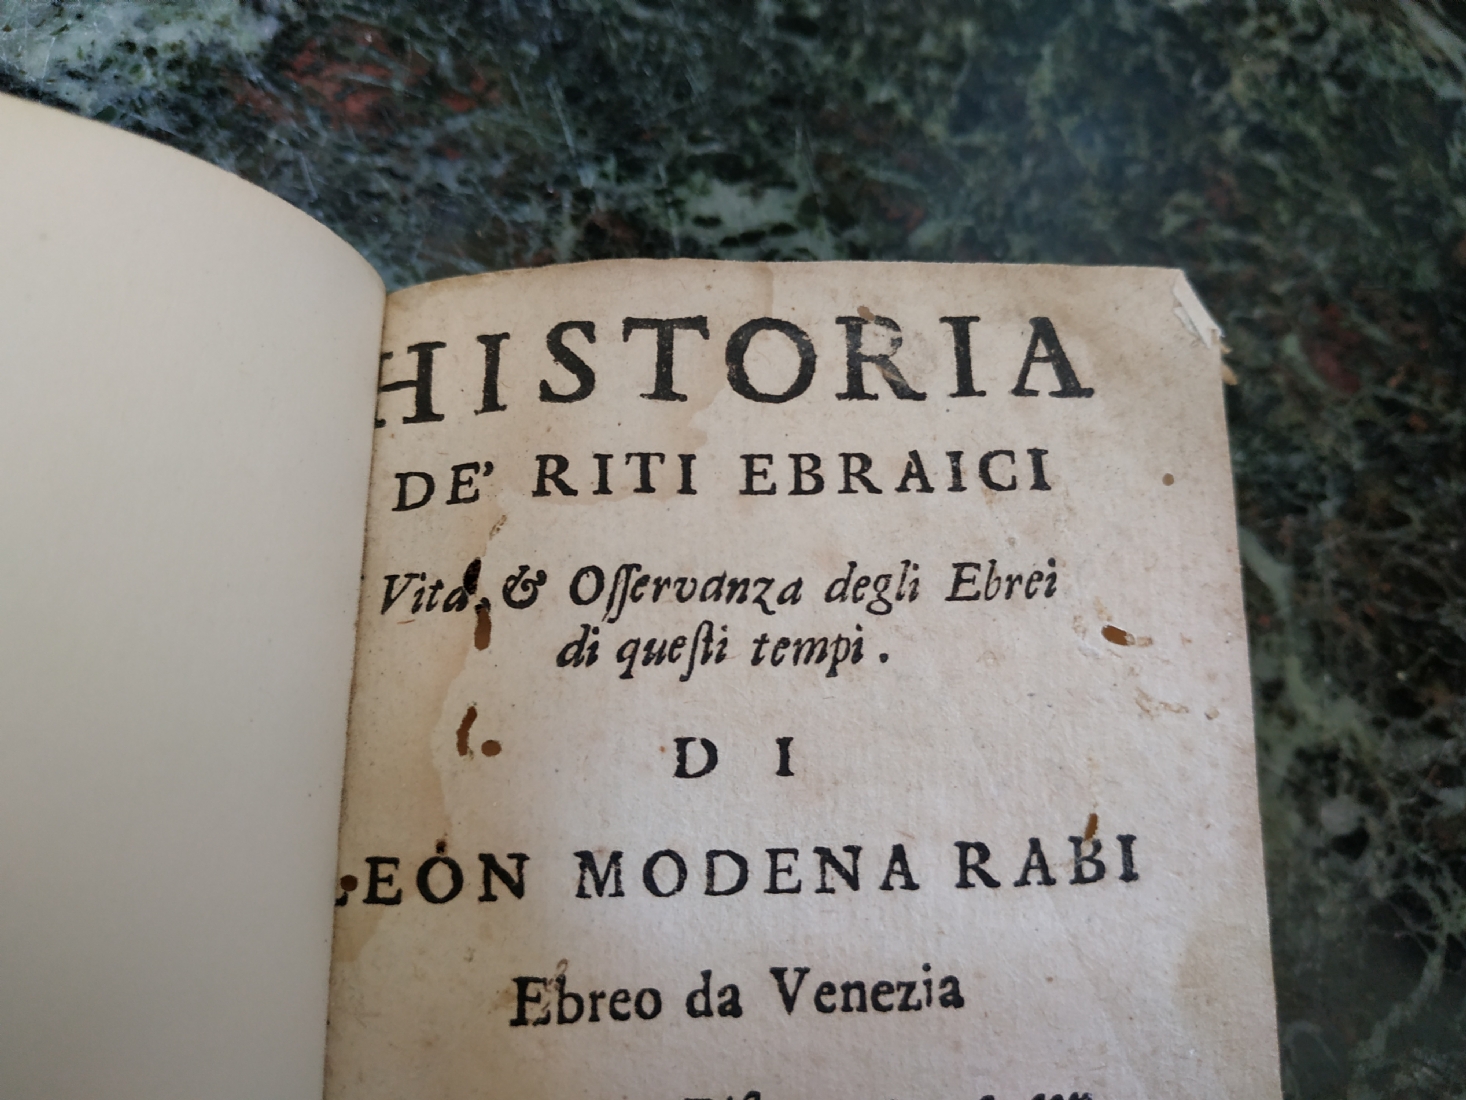 HISTORIA
DE' RITI EBRAICI
Vita, & Oſſervanza degli Ebrei
di queſti tempi.
DI
LEON MODENA RABI
Ebreo da Venezia